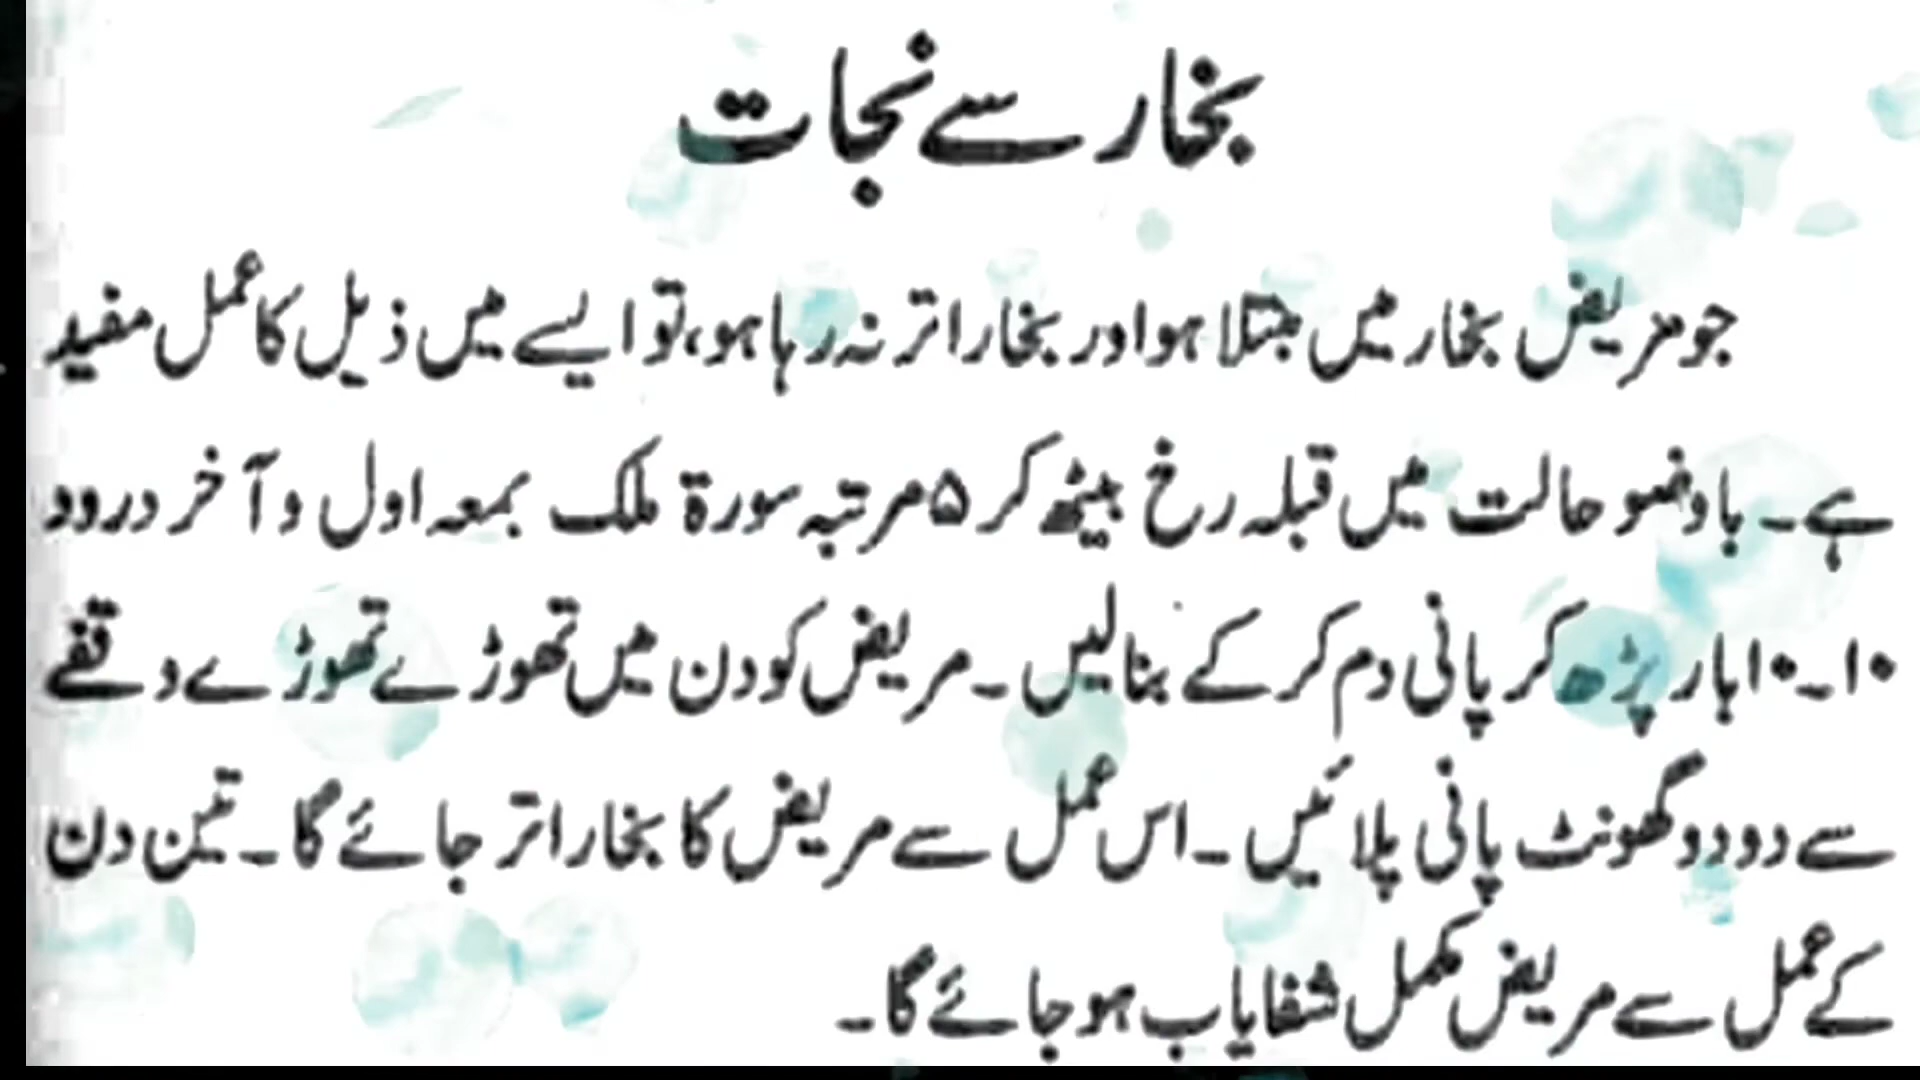 بخار سے نجات
جو مریض بخار میں مبتلا ہو اور بخار اتر نہ رہا ہو، تو ایسے میں ذیل کا عمل مفید
ہے۔ باوضو حالت میں قبلہ رخ بیٹھ کر ۵ مرتبہ سورۃ ملک بمعہ اول و آخر درود
۱۰۔۱۰ بار پڑھ کر پانی دم کر کے بنا لیں۔ مریض کو دن میں تھوڑے تھوڑے وقفے
سے دو دو گھونٹ پانی پلائیں۔ اس عمل سے مریض کا بخار اتر جائے گا۔ تین دن
کے عمل سے مریض مکمل شفایاب ہو جائے گا۔